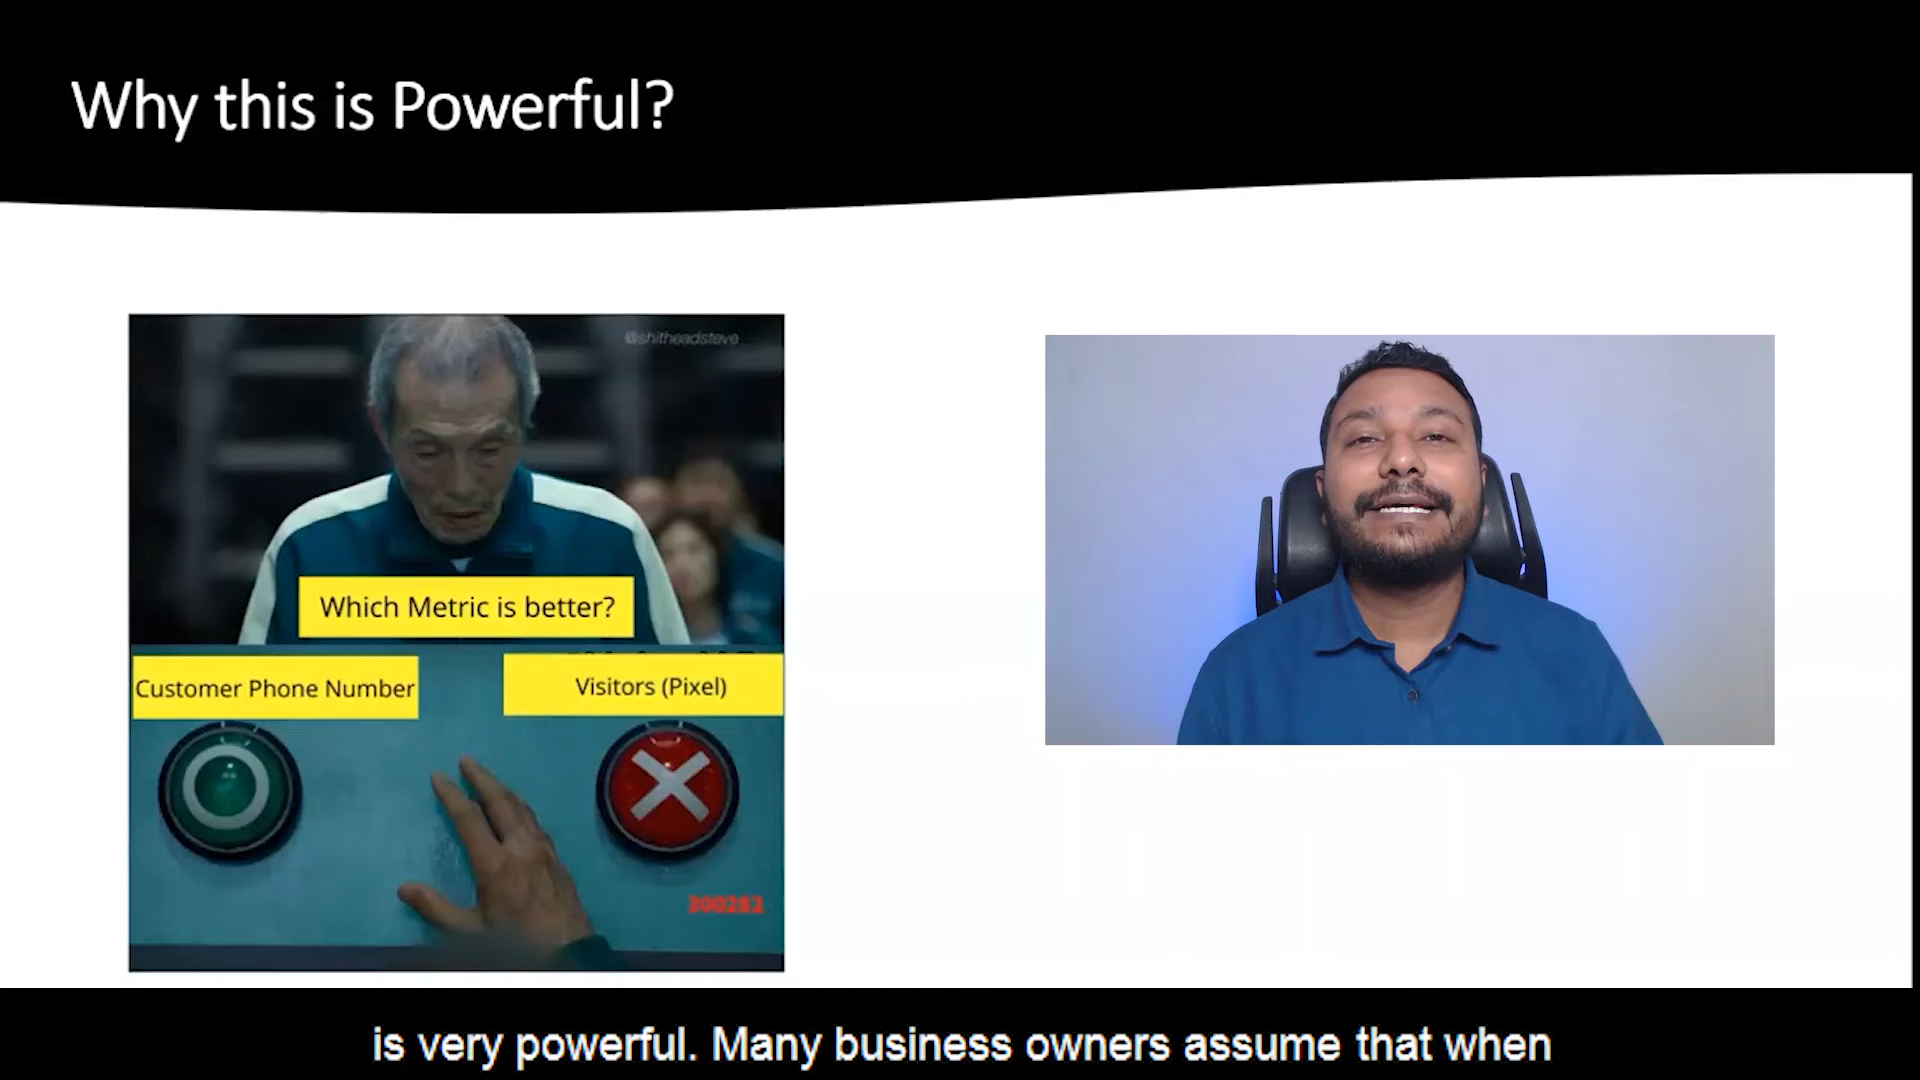 Why this is Powerful?
@shitheadsteve
Which Metric is better?
Customer Phone Number
Visitors (Pixel)
300282
is very powerful. Many business owners assume that when